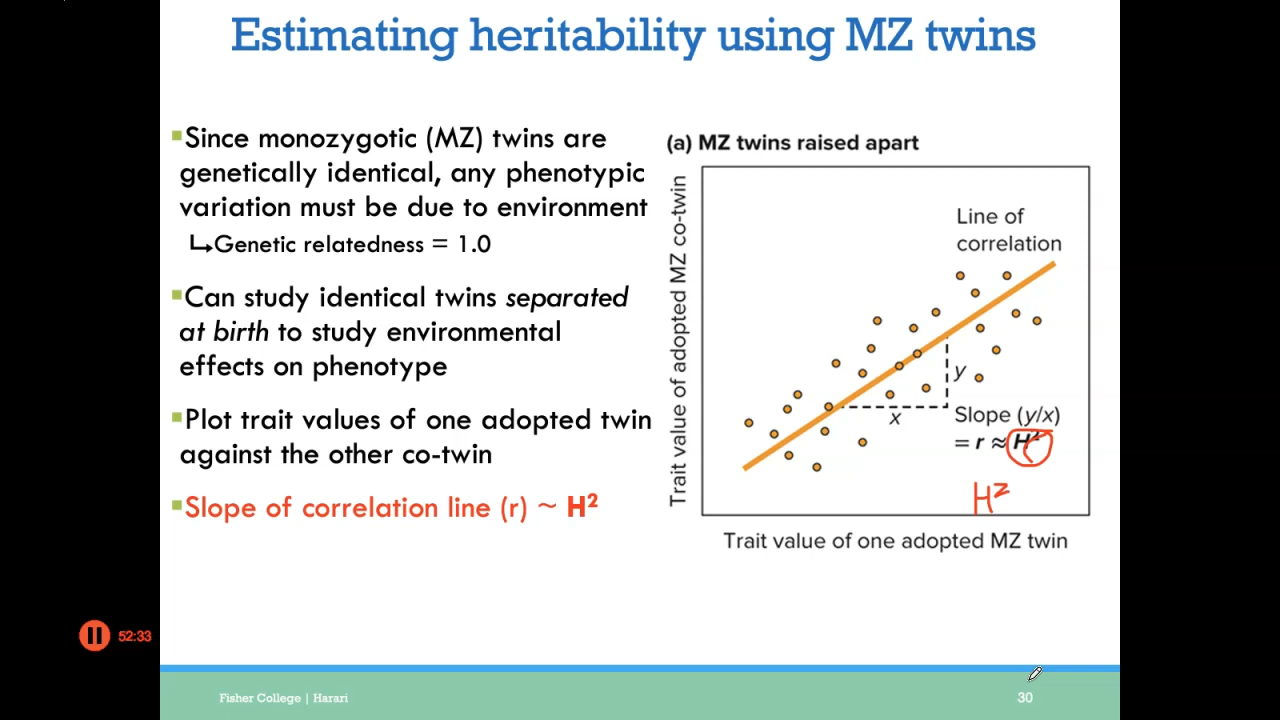 Estimating heritability using MZ twins
▪Since monozygotic (MZ) twins are
genetically identical, any phenotypic
variation must be due to environment
↳Genetic relatedness = 1.0
▪Can study identical twins separated
at birth to study environmental
effects on phenotype
▪Plot trait values of one adopted twin
against the other co-twin
▪Slope of correlation line (r) ~ H²
(a) MZ twins raised apart
Trait value of adopted MZ co-twin
Line of
correlation
y
x
Slope (y/x)
= r ≈ H²
H²
Trait value of one adopted MZ twin
52:33
Fisher College | Harari
30